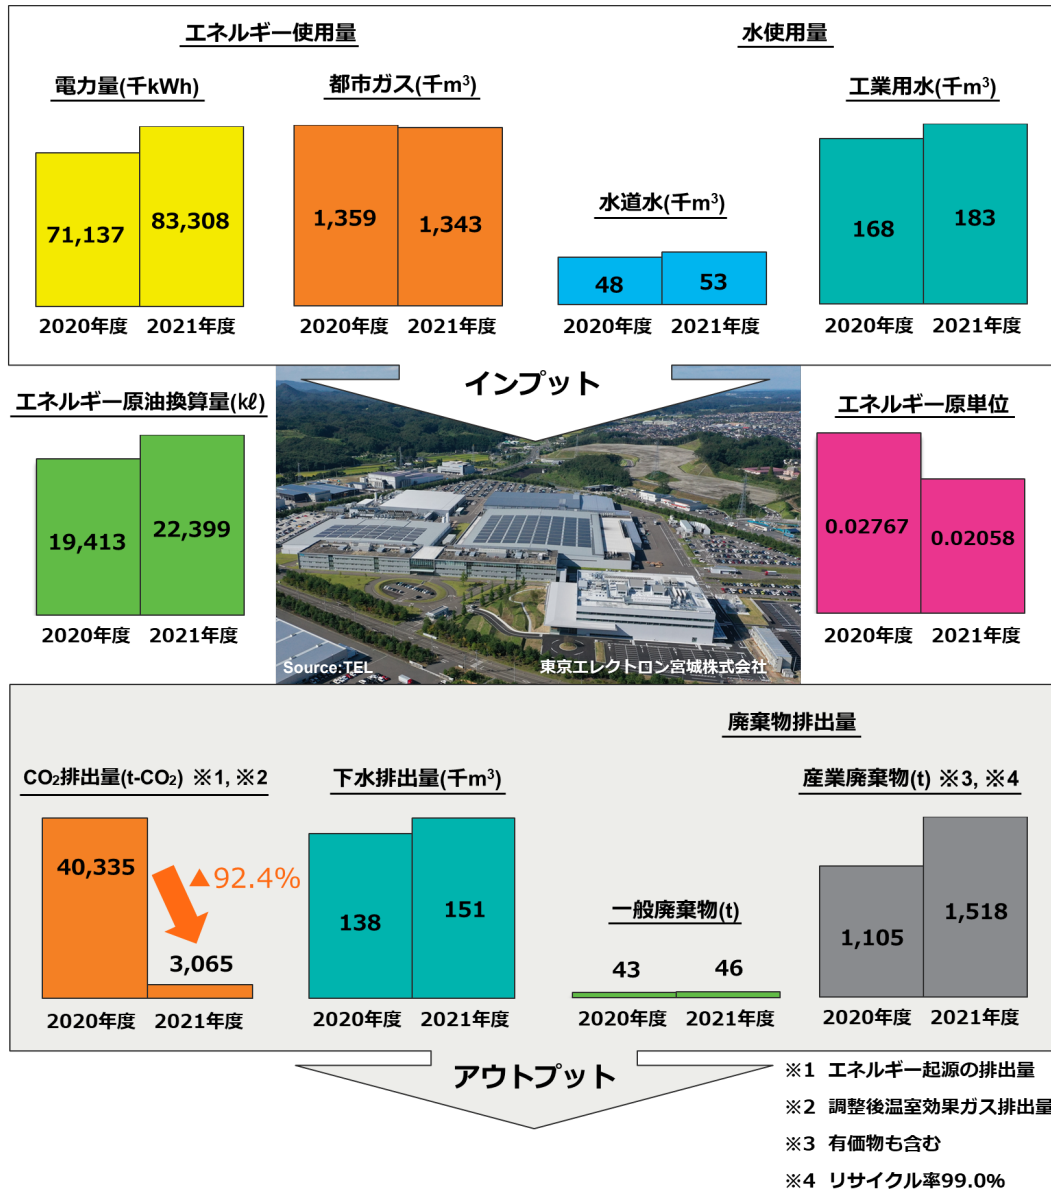 エネルギー使用量
水使用量
電力量(千kWh)
都市ガス(千m³)
工業用水(千m³)
水道水(千m³)
71,137
83,308
1,359
1,343
48
53
168
183
2020年度 2021年度
2020年度 2021年度
2020年度 2021年度
2020年度 2021年度
インプット
エネルギー原油換算量(kℓ)
エネルギー原単位
19,413
22,399
0.02767
0.02058
2020年度 2021年度
2020年度 2021年度
Source:TEL
東京エレクトロン宮城株式会社
廃棄物排出量
CO₂排出量(t-CO₂) ※1, ※2
下水排出量(千m³)
一般廃棄物(t)
産業廃棄物(t) ※3, ※4
40,335
▲92.4%
3,065
138
151
43
46
1,105
1,518
2020年度 2021年度
2020年度 2021年度
2020年度 2021年度
2020年度 2021年度
アウトプット
※1 エネルギー起源の排出量
※2 調整後温室効果ガス排出量
※3 有価物も含む
※4 リサイクル率99.0%